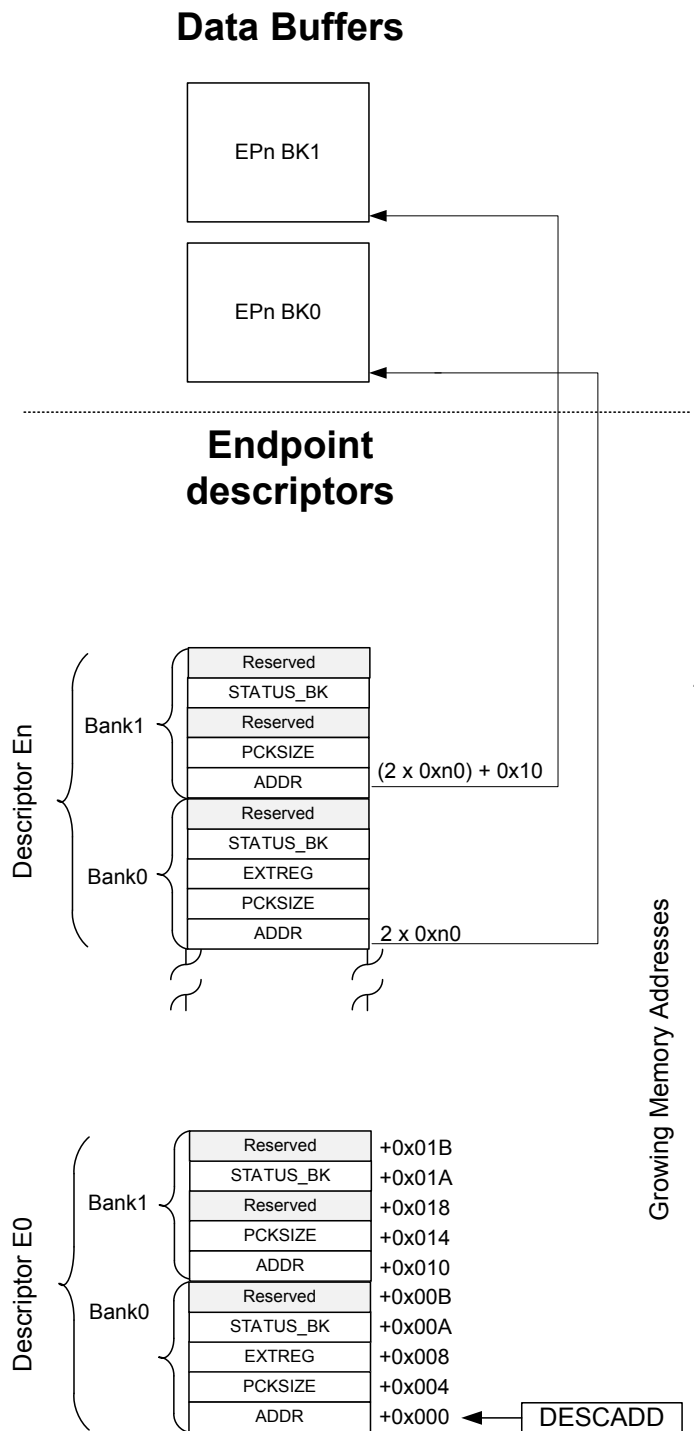 Data Buffers
EPn BK1
EPn BK0
Endpoint
descriptors
Descriptor En
Bank1
Reserved
STATUS_BK
Reserved
PCKSIZE
ADDR (2 x 0xn0) + 0x10
Bank0
Reserved
STATUS_BK
EXTREG
PCKSIZE
ADDR 2 x 0xn0
Growing Memory Addresses
Descriptor E0
Bank1
Reserved +0x01B
STATUS_BK +0x01A
Reserved +0x018
PCKSIZE +0x014
ADDR +0x010
Bank0
Reserved +0x00B
STATUS_BK +0x00A
EXTREG +0x008
PCKSIZE +0x004
ADDR +0x000 DESCADD